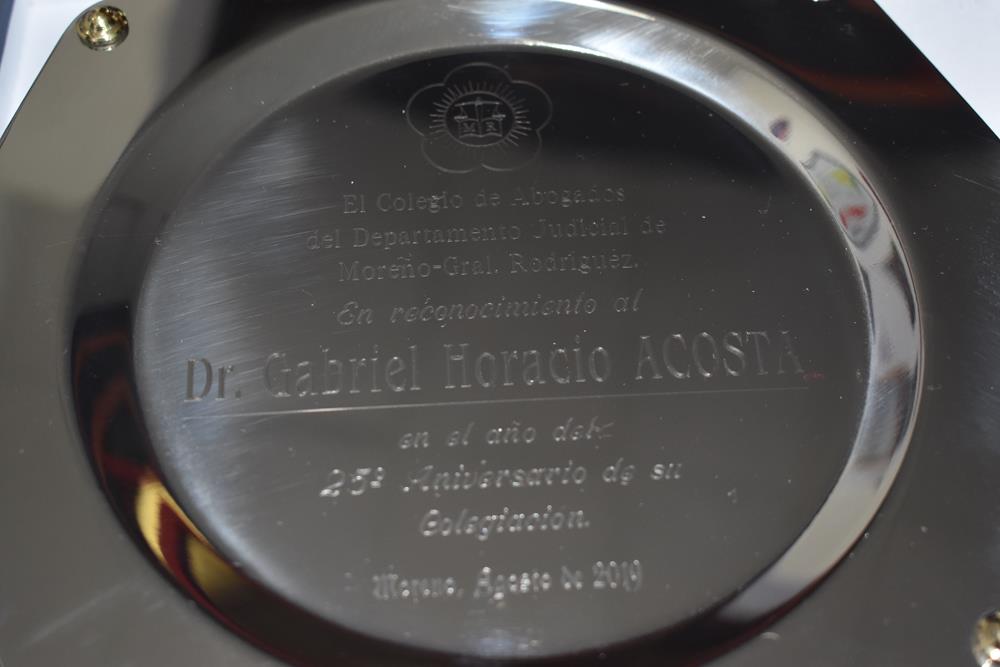 M R
El Colegio de Abogados
del Departamento Judicial de
Moreno-Gral. Rodriguez.
En reconocimiento al
Dr. Gabriel Horacio ACOSTA
en el año del
25º Aniversario de su
Colegiación.
Moreno, Agosto de 2019